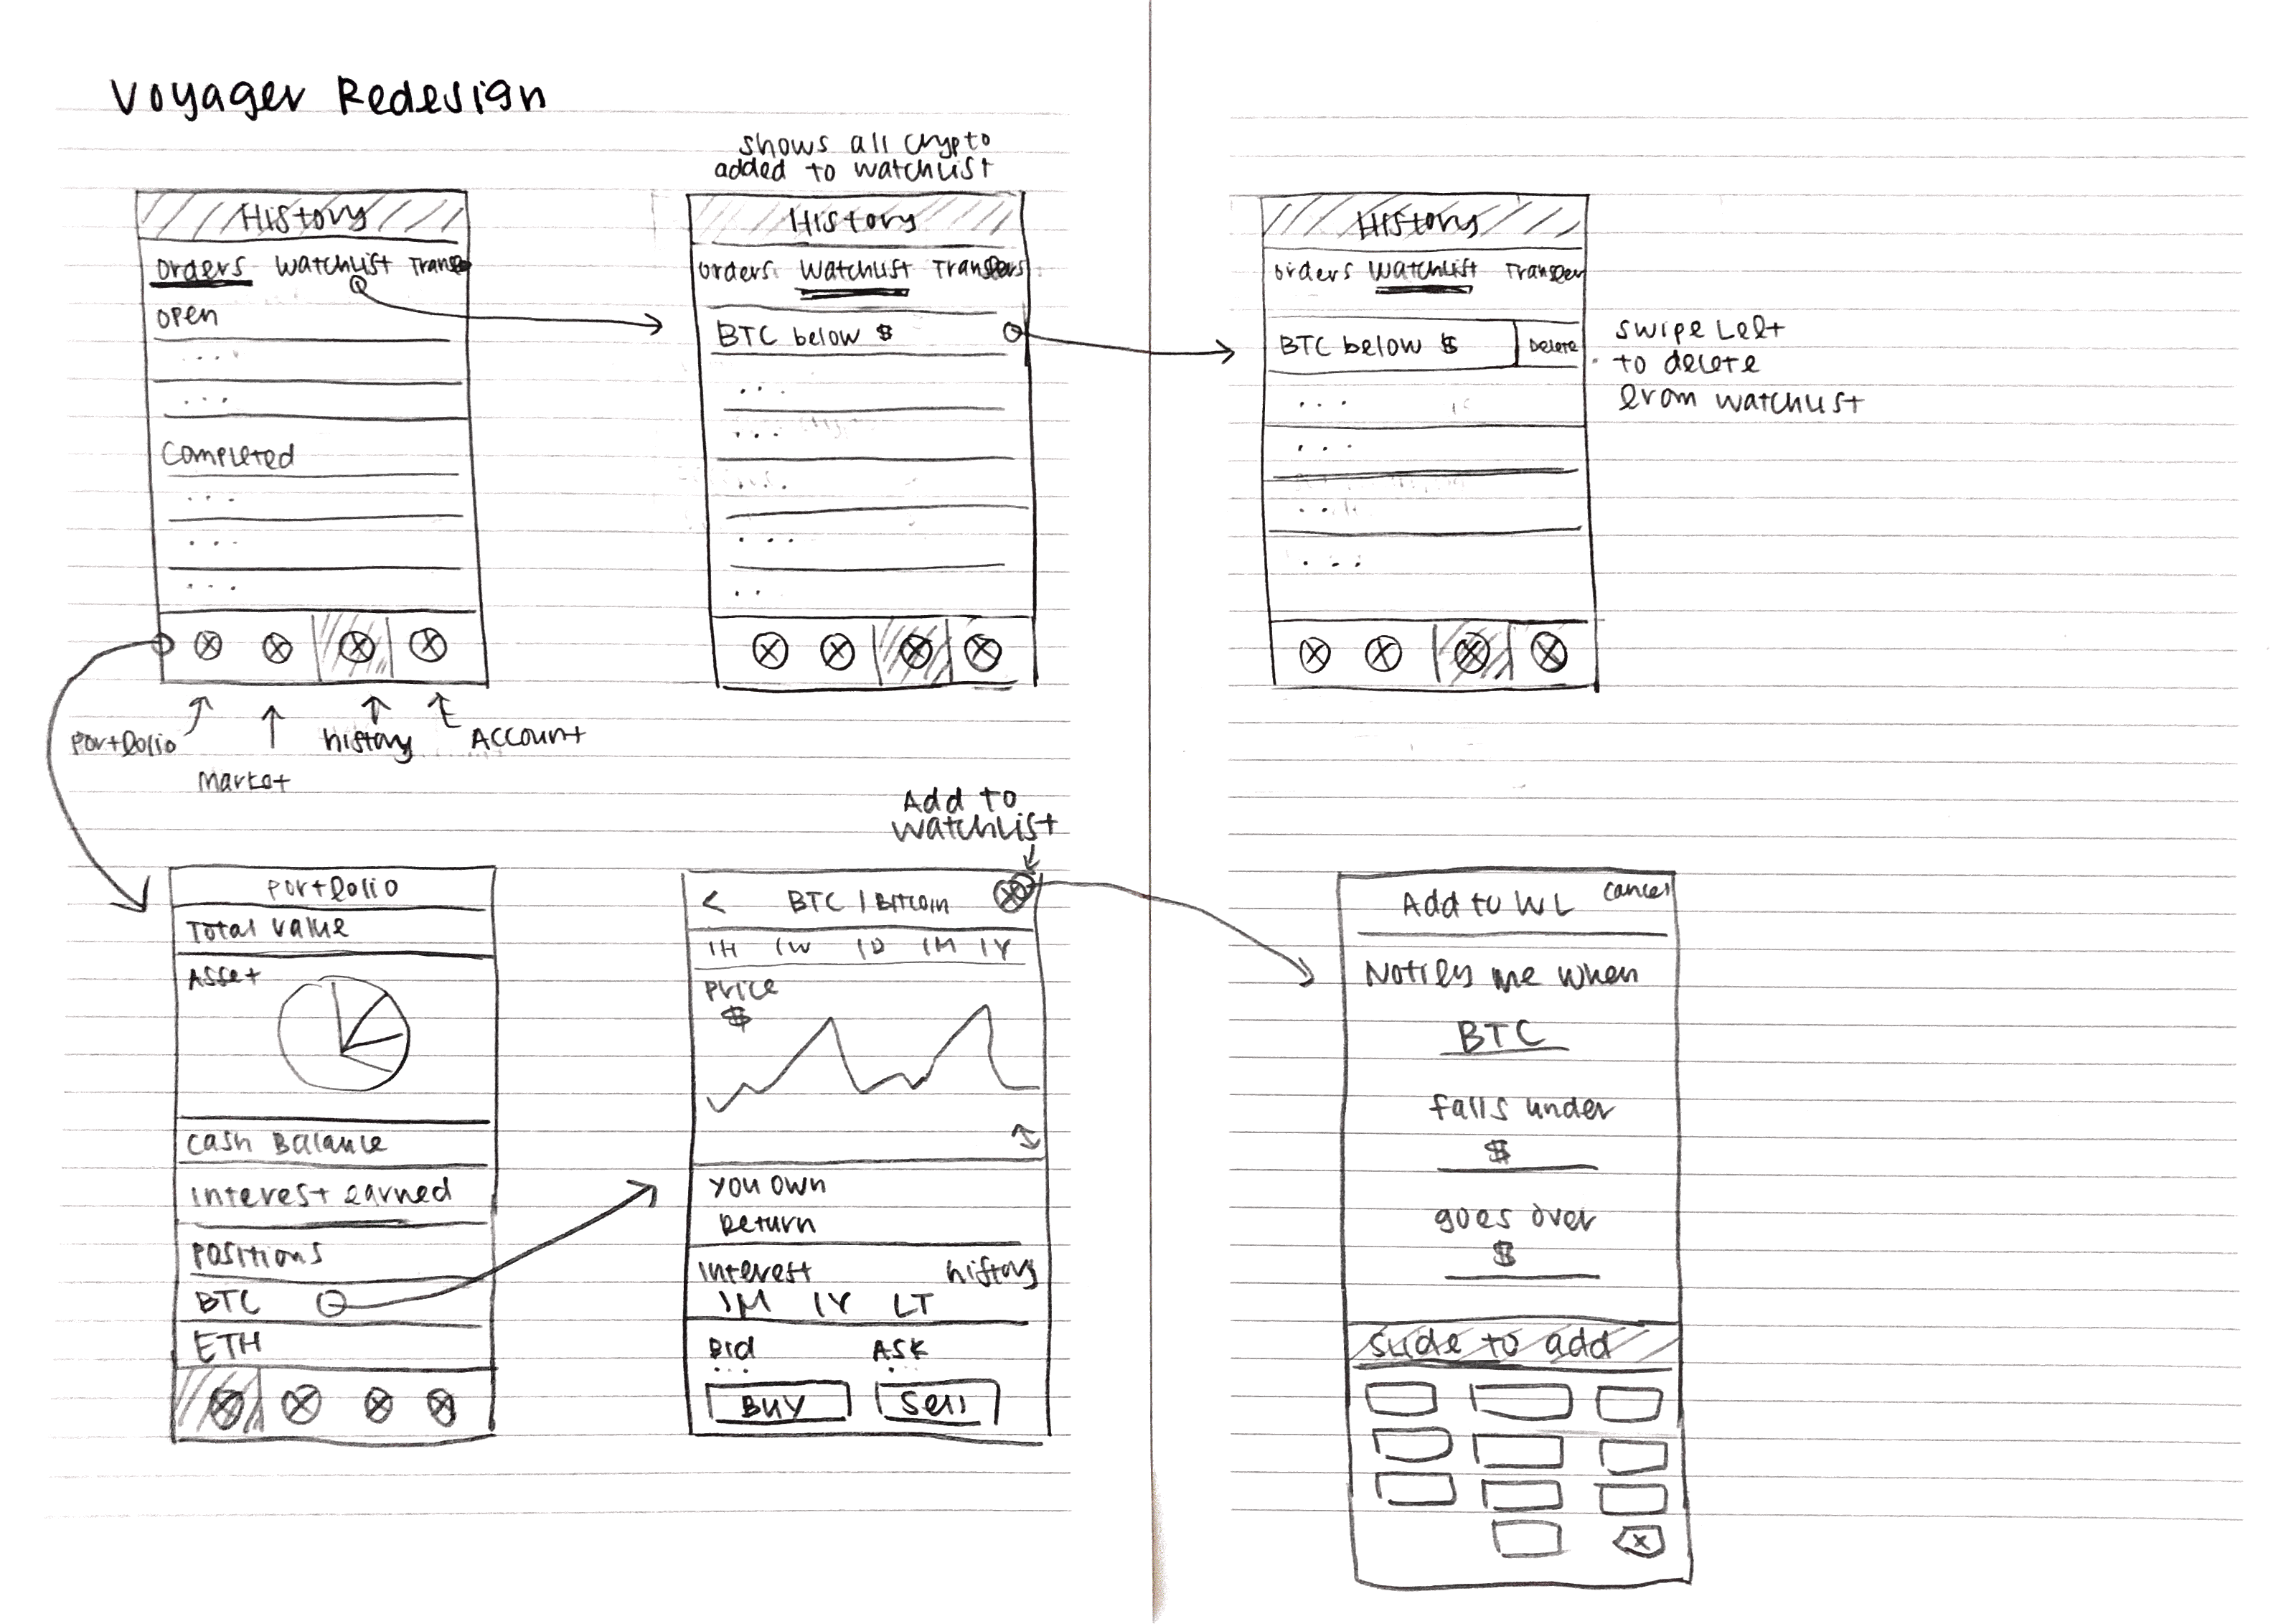 Voyager Redesign
shows all crypto
added to watchlist
History
Orders Watchlist Transfer
Open
...
...
Completed
...
...
...
Portfolio
Market
history
Account
History
Orders Watchlist Transfers
BTC below $
...
...
...
...
..
History
Orders Watchlist Transfer
BTC below $ Delete
...
...
...
...
swipe left
to delete
from watchlist
Portfolio
Total value
Asset
Cash Balance
Interest earned
Positions
BTC
ETH
Add to
watchlist
< BTC / Bitcoin
1H 1W 1D 1M 1Y
Price
$
You own
Return
Interest history
1M 1Y LT
Bid Ask
... ...
Buy Sell
Add to WL Cancel
Notify me when
BTC
falls under
$
goes over
$
Slide to add